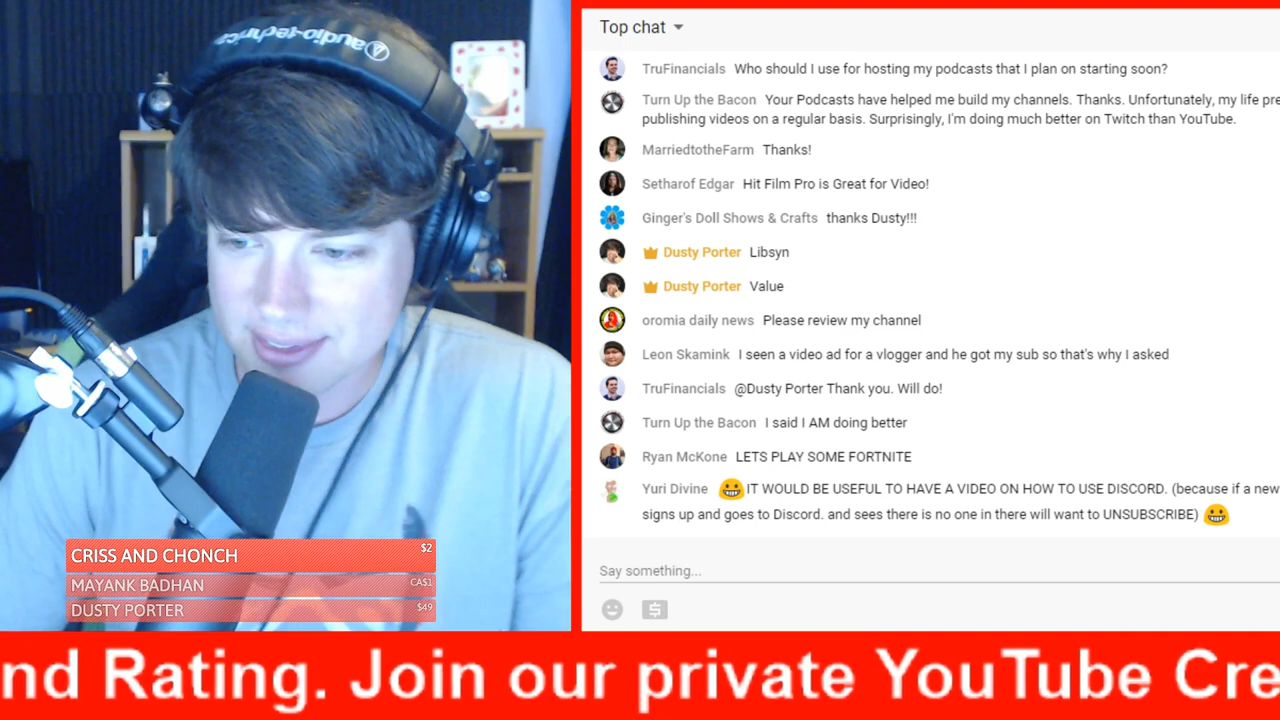 audio-technica
Top chat
TruFinancials Who should I use for hosting my podcasts that I plan on starting soon?
Turn Up the Bacon Your Podcasts have helped me build my channels. Thanks. Unfortunately, my life pre
publishing videos on a regular basis. Surprisingly, I'm doing much better on Twitch than YouTube.
MarriedtotheFarm Thanks!
Setharof Edgar Hit Film Pro is Great for Video!
Ginger's Doll Shows & Crafts thanks Dusty!!!
Dusty Porter Libsyn
Dusty Porter Value
oromia daily news Please review my channel
Leon Skamink I seen a video ad for a vlogger and he got my sub so that's why I asked
TruFinancials @Dusty Porter Thank you. Will do!
Turn Up the Bacon I said I AM doing better
Ryan McKone LETS PLAY SOME FORTNITE
Yuri Divine 😀IT WOULD BE USEFUL TO HAVE A VIDEO ON HOW TO USE DISCORD. (because if a new
signs up and goes to Discord. and sees there is no one in there will want to UNSUBSCRIBE) 😀
Say something...
CRISS AND CHONCH $2
MAYANK BADHAN CA$1
DUSTY PORTER $49
nd Rating. Join our private YouTube Cre